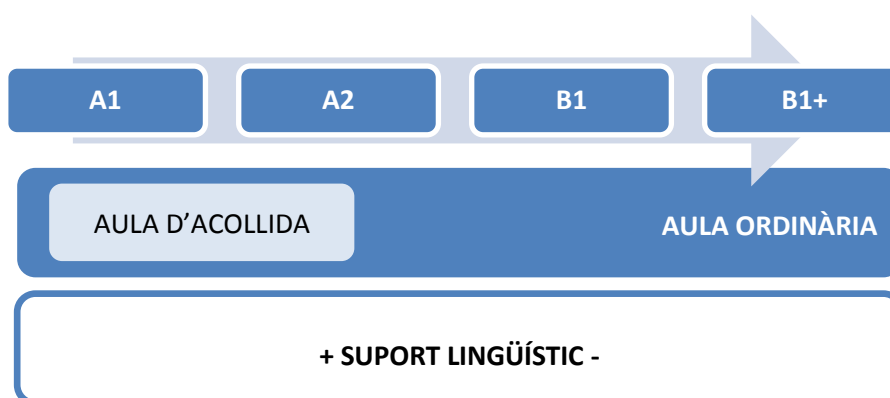 A1 A2 B1 B1+
AULA D’ACOLLIDA AULA ORDINÀRIA
+ SUPORT LINGÜÍSTIC -